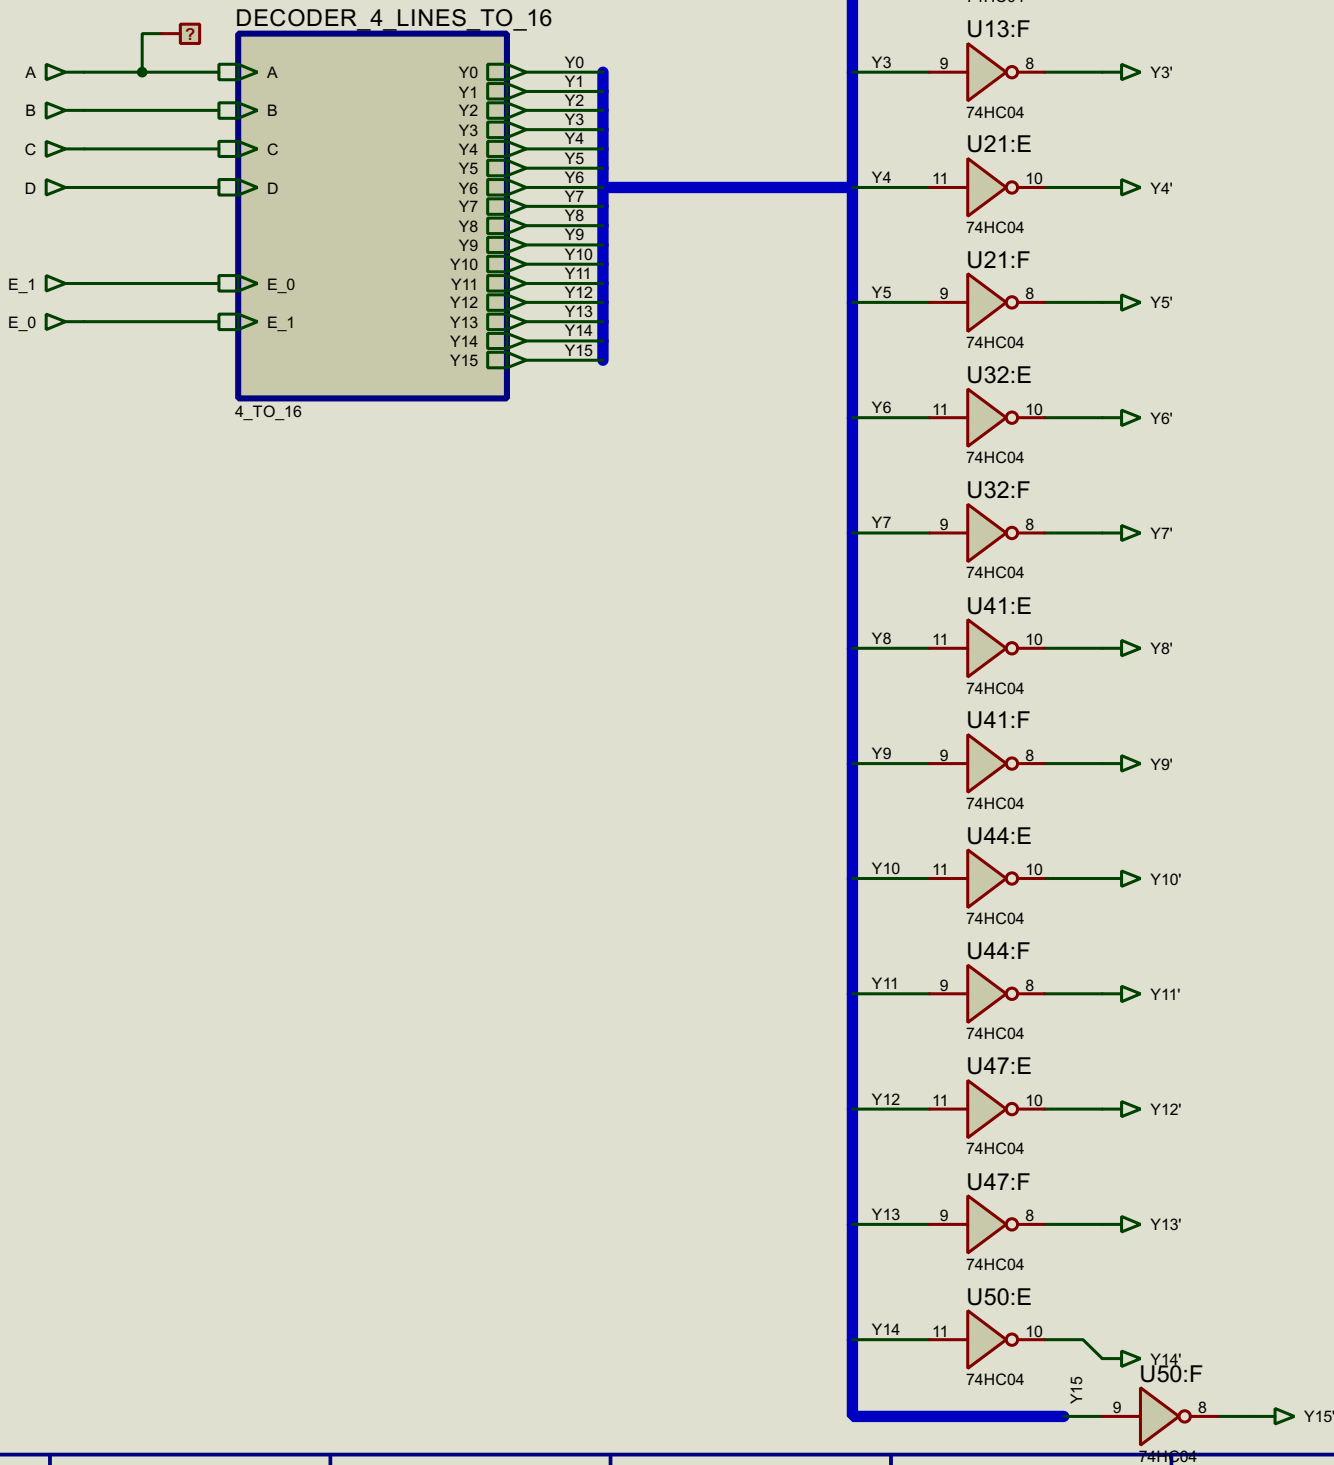 DECODER_4_LINES_TO_16
?
A
A
B
B
C
C
D
D
E_1
E_0
E_0
E_1
Y0
Y1
Y2
Y3
Y4
Y5
Y6
Y7
Y8
Y9
Y10
Y11
Y12
Y13
Y14
Y15
Y0
Y1
Y2
Y3
Y4
Y5
Y6
Y7
Y8
Y9
Y10
Y11
Y12
Y13
Y14
Y15
4_TO_16
U13:F
Y3 9 8 Y3'
74HC04
U21:E
Y4 11 10 Y4'
74HC04
U21:F
Y5 9 8 Y5'
74HC04
U32:E
Y6 11 10 Y6'
74HC04
U32:F
Y7 9 8 Y7'
74HC04
U41:E
Y8 11 10 Y8'
74HC04
U41:F
Y9 9 8 Y9'
74HC04
U44:E
Y10 11 10 Y10'
74HC04
U44:F
Y11 9 8 Y11'
74HC04
U47:E
Y12 11 10 Y12'
74HC04
U47:F
Y13 9 8 Y13'
74HC04
U50:E
Y14 11 10 Y14'
74HC04
U50:F
Y15 9 8 Y15'
74HC04